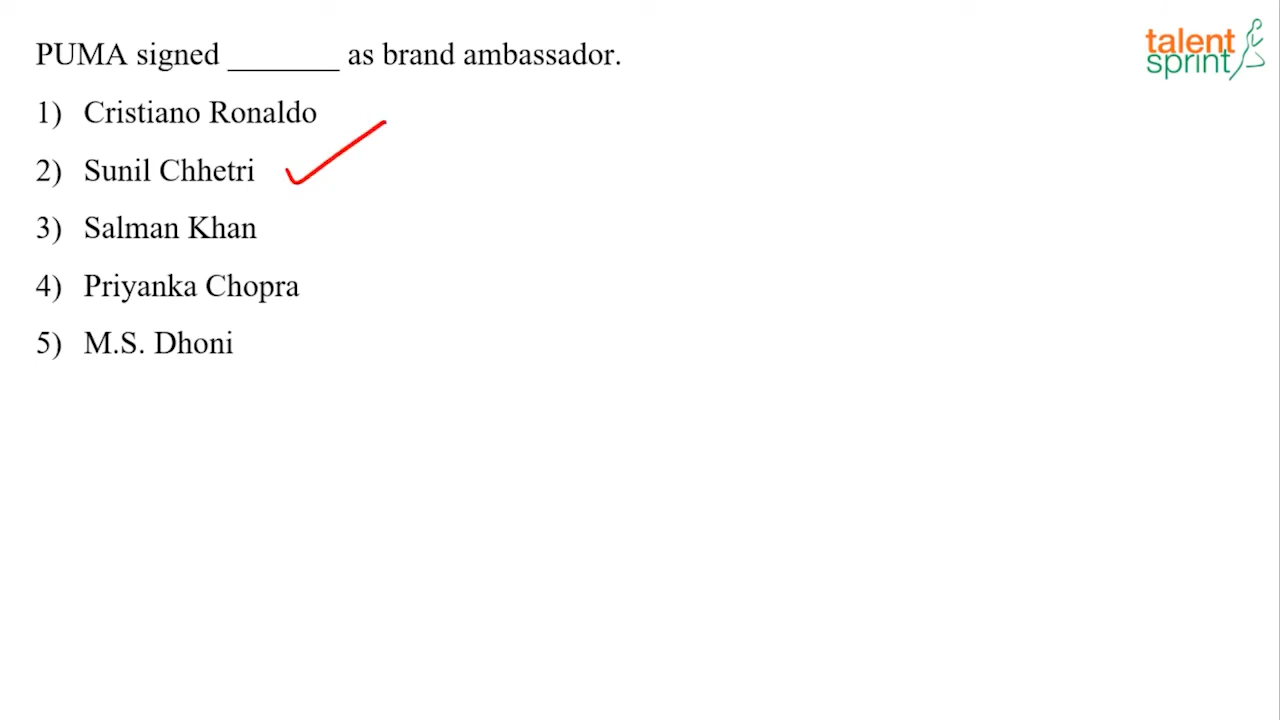 PUMA signed _______ as brand ambassador.
talent
sprint
1) Cristiano Ronaldo
2) Sunil Chhetri
3) Salman Khan
4) Priyanka Chopra
5) M.S. Dhoni